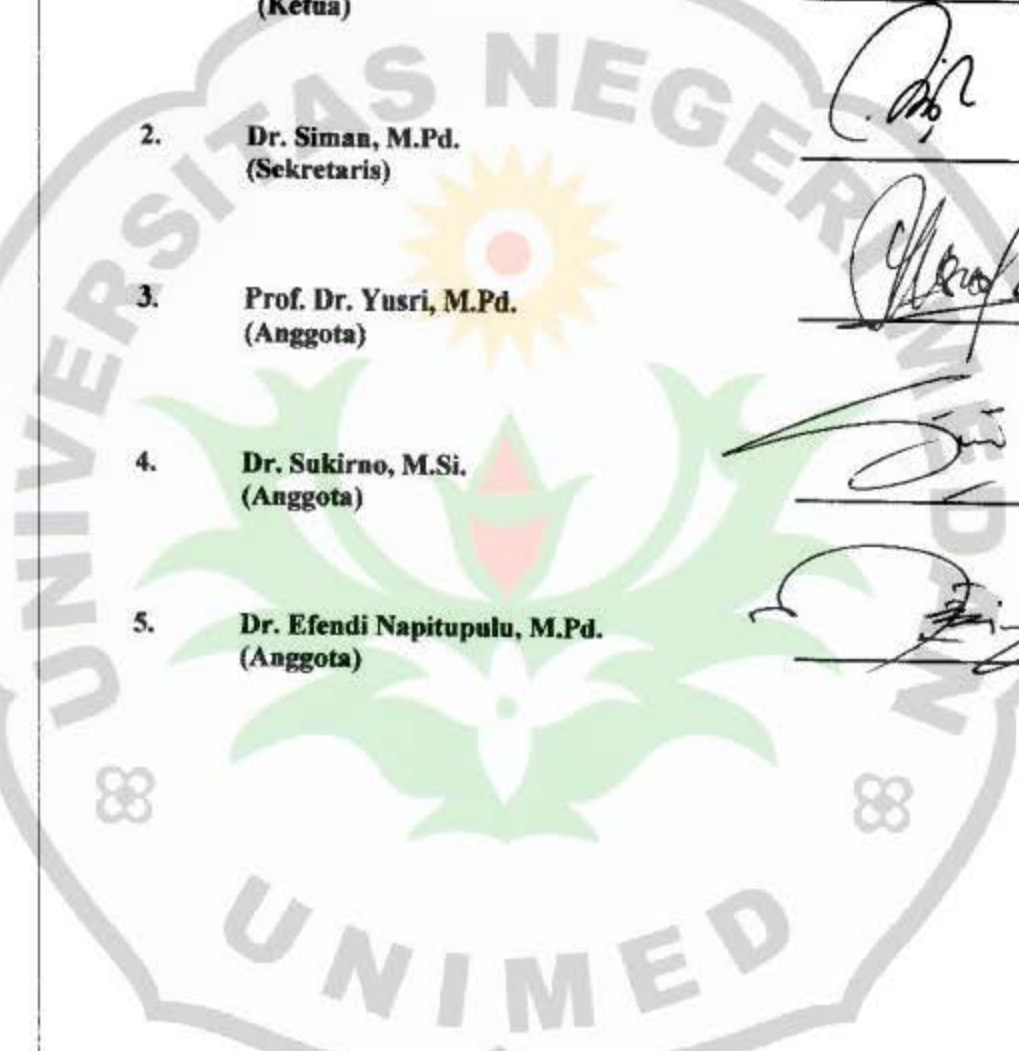 (Ketua)
2. Dr. Siman, M.Pd.
(Sekretaris)
3. Prof. Dr. Yusri, M.Pd.
(Anggota)
4. Dr. Sukirno, M.Si.
(Anggota)
5. Dr. Efendi Napitupulu, M.Pd.
(Anggota)
UNIVERSITAS NEGERI MEDAN
UNIMED